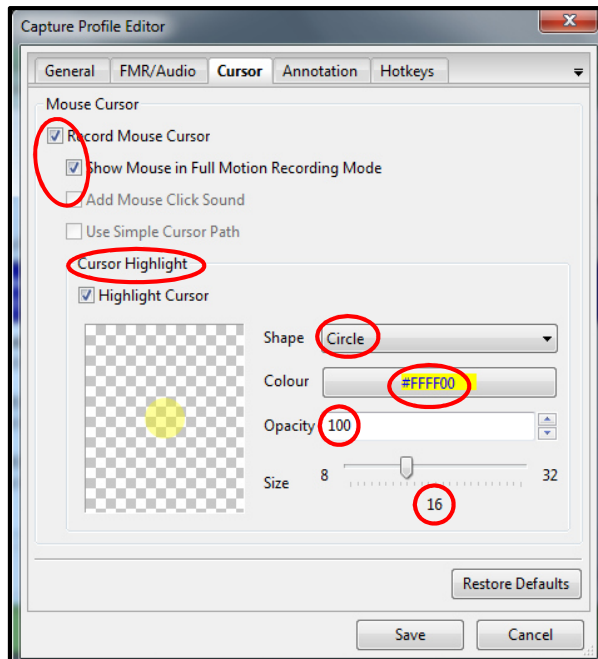 Capture Profile Editor
General FMR/Audio Cursor Annotation Hotkeys
Mouse Cursor
Record Mouse Cursor
Show Mouse in Full Motion Recording Mode
Add Mouse Click Sound
Use Simple Cursor Path
Cursor Highlight
Highlight Cursor
Shape Circle
Colour #FFFF00
Opacity 100
Size 8 32
16
Restore Defaults
Save Cancel